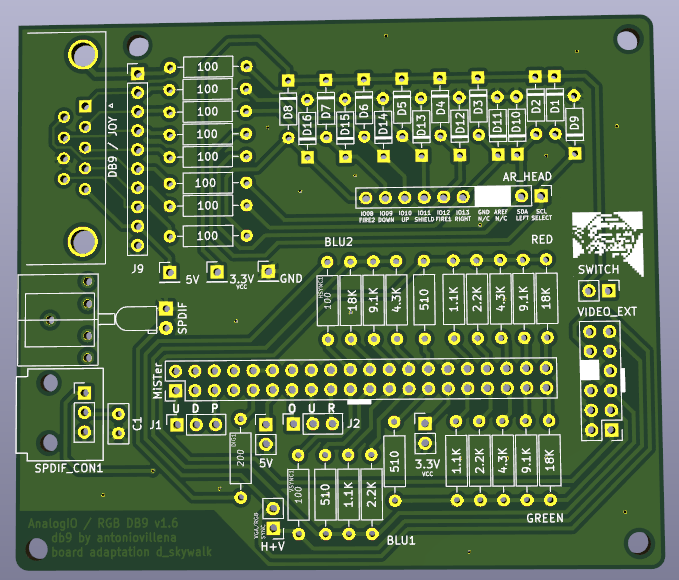 100
100
100
100
100
100
100
DB9 / JOY
J9
D8
D7
D6
D5
D4
D3
D2
D1
D16
D15
D14
D13
D12
D11
D10
D9
AR_HEAD
IO08 IO09 IO10 IO11 IO12 IO13 GND AREF SDA SCL
FIRE2 DOWN UP SHIELD FIRE1 RIGHT N/C N/C LEFT SELECT
5V
3.3V
VCC
GND
BLU2
RED
SWITCH
VIDEO_EXT
SPDIF
HSYNC
100
18K
9.1K
4.3K
510
1.1K
2.2K
4.3K
9.1K
18K
MiSTer
U D P
O U R
J1
J2
C1
SPDIF_CON1
200
5V
VSYNC1
100
510
1.1K
2.2K
510
3.3V
VCC
1.1K
2.2K
4.3K
9.1K
18K
VGA/RGB
SYNC
H+V
BLU1
GREEN
AnalogIO / RGB DB9 v1.6
db9 by antoniovillena
board adaptation d_skywalk